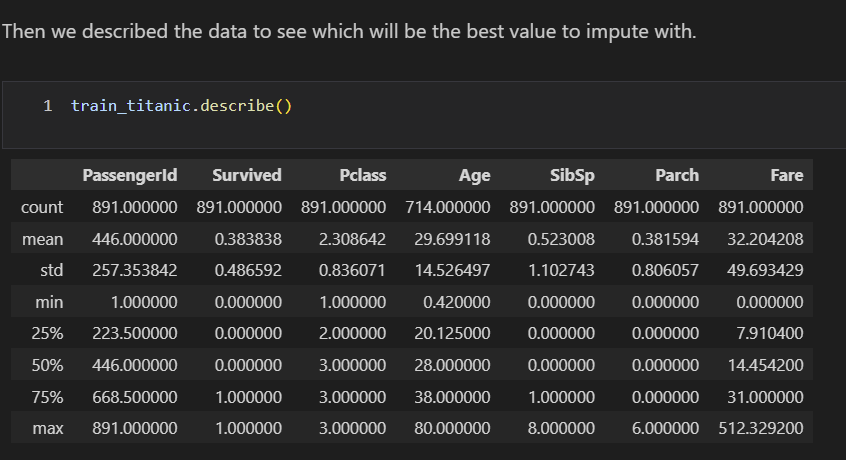 Then we described the data to see which will be the best value to impute with.
1 train_titanic.describe()
PassengerId Survived Pclass Age SibSp Parch Fare
count 891.000000 891.000000 891.000000 714.000000 891.000000 891.000000 891.000000
mean 446.000000 0.383838 2.308642 29.699118 0.523008 0.381594 32.204208
std 257.353842 0.486592 0.836071 14.526497 1.102743 0.806057 49.693429
min 1.000000 0.000000 1.000000 0.420000 0.000000 0.000000 0.000000
25% 223.500000 0.000000 2.000000 20.125000 0.000000 0.000000 7.910400
50% 446.000000 0.000000 3.000000 28.000000 0.000000 0.000000 14.454200
75% 668.500000 1.000000 3.000000 38.000000 1.000000 0.000000 31.000000
max 891.000000 1.000000 3.000000 80.000000 8.000000 6.000000 512.329200